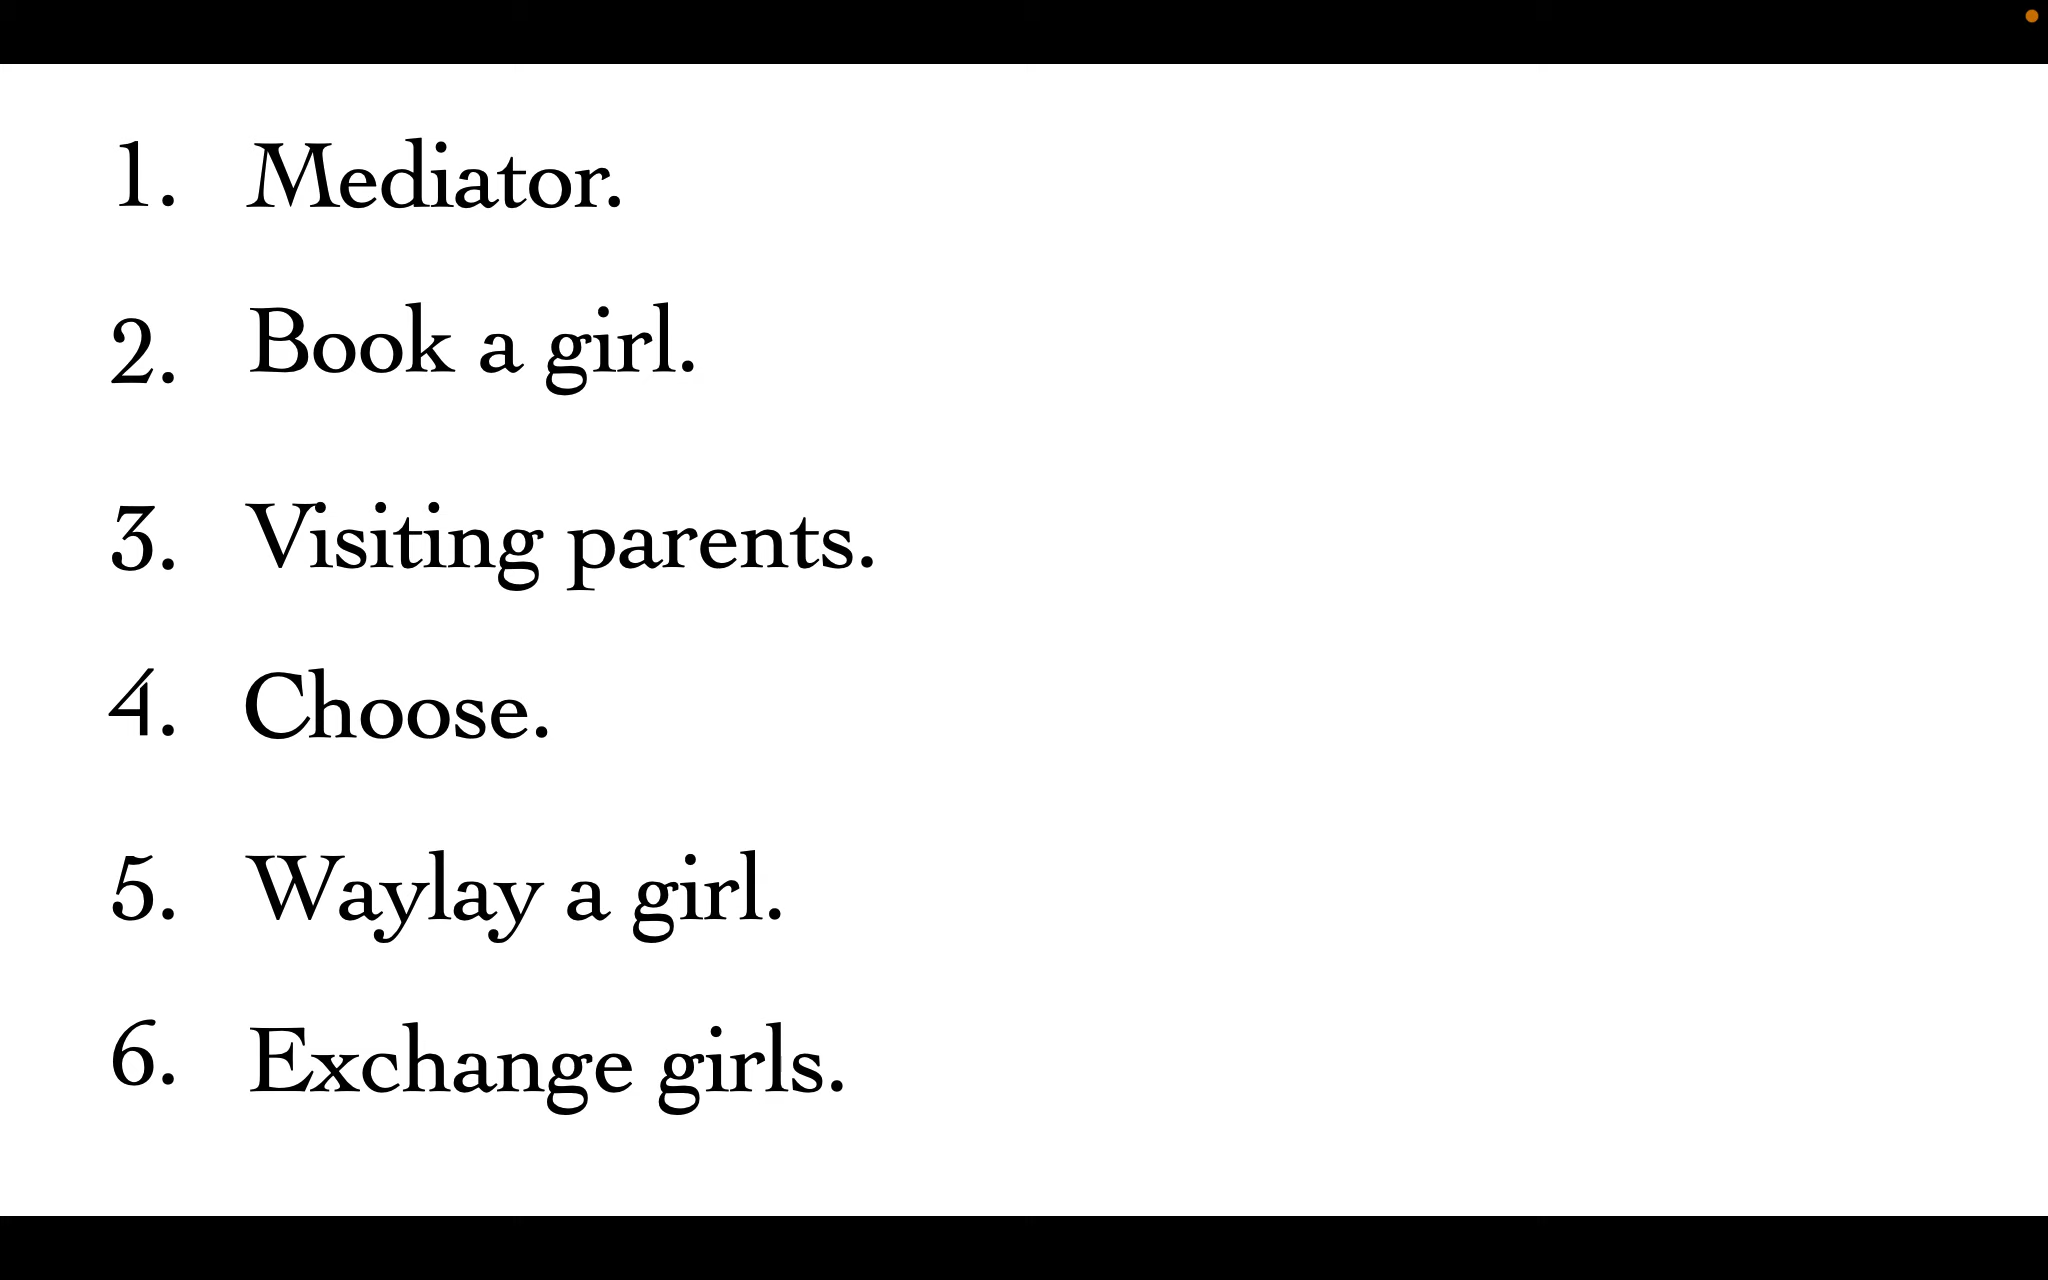 1. Mediator.
2. Book a girl.
3. Visiting parents.
4. Choose.
5. Waylay a girl.
6. Exchange girls.